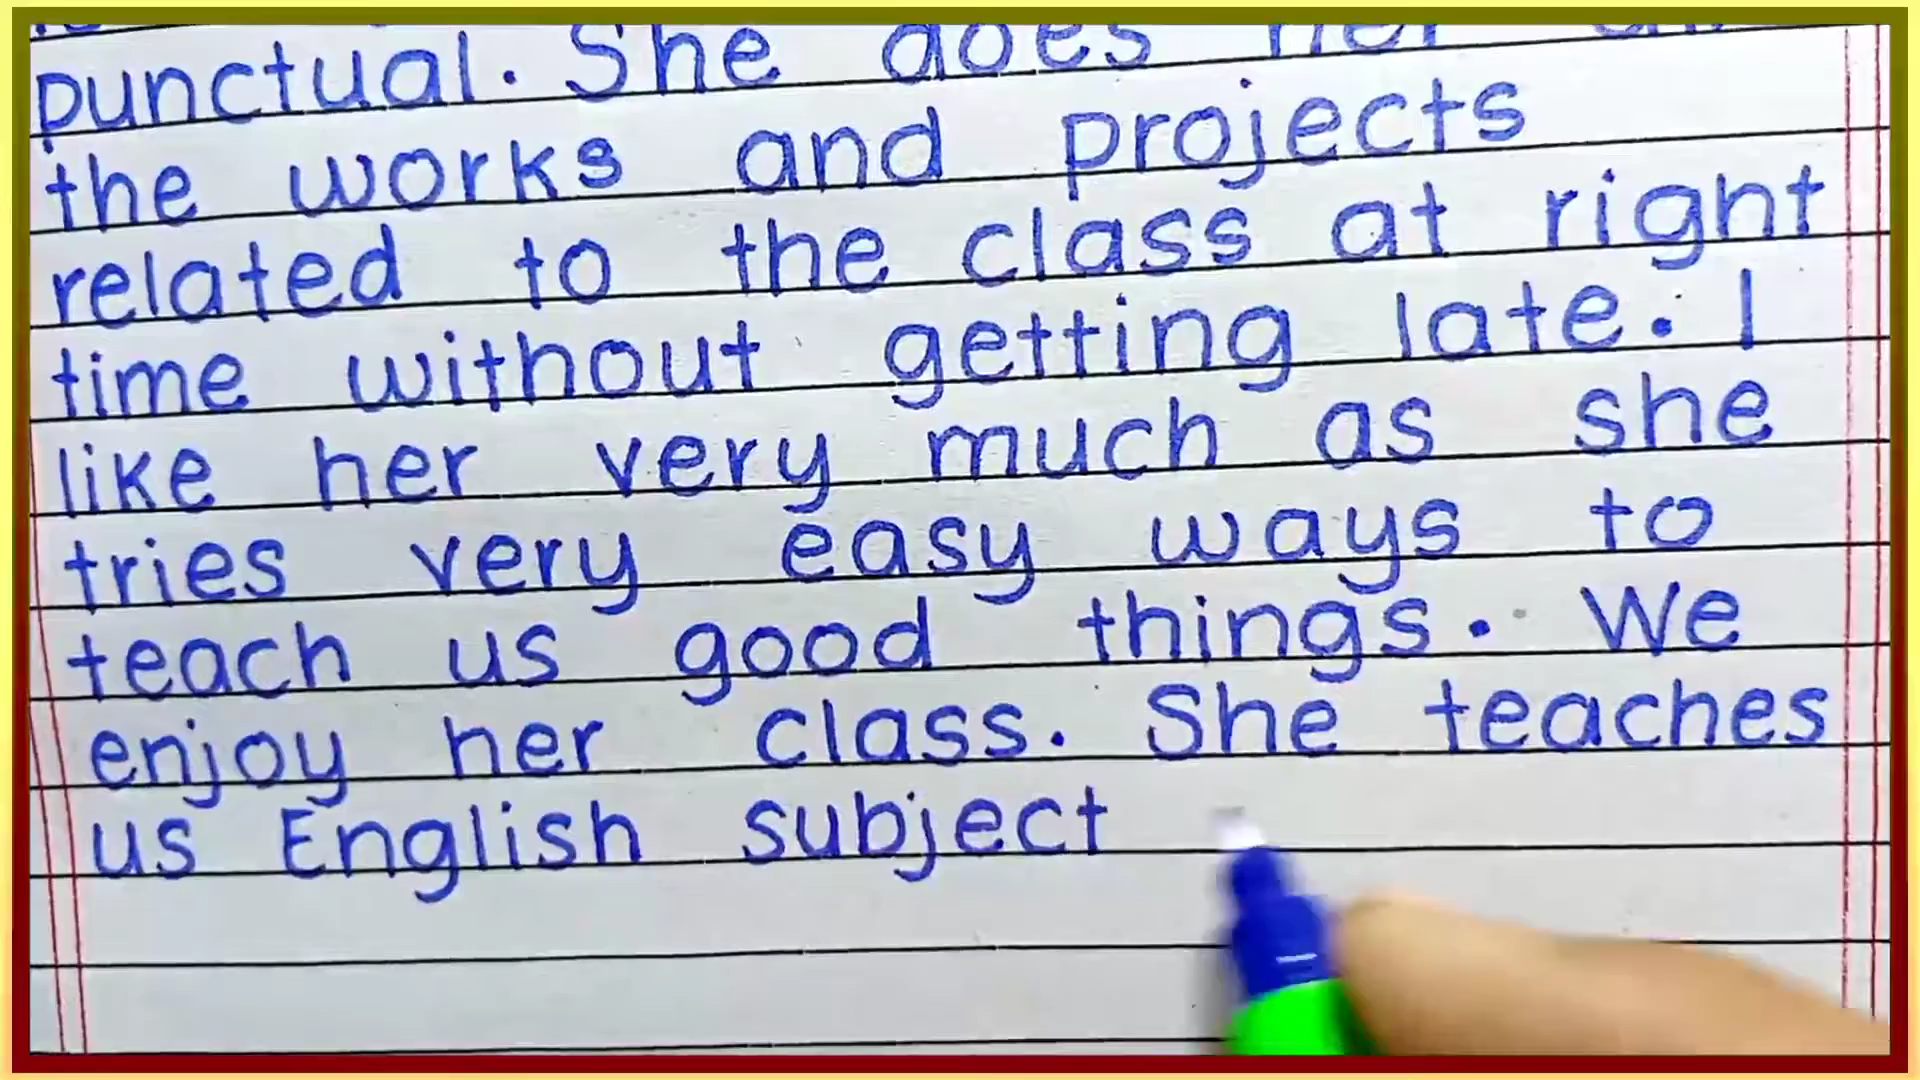 punctual. She does her all
the works and projects
related to the class at right
time without getting late. I
like her very much as she
tries very easy ways to
teach us good things. We
enjoy her class. She teaches
us English subject